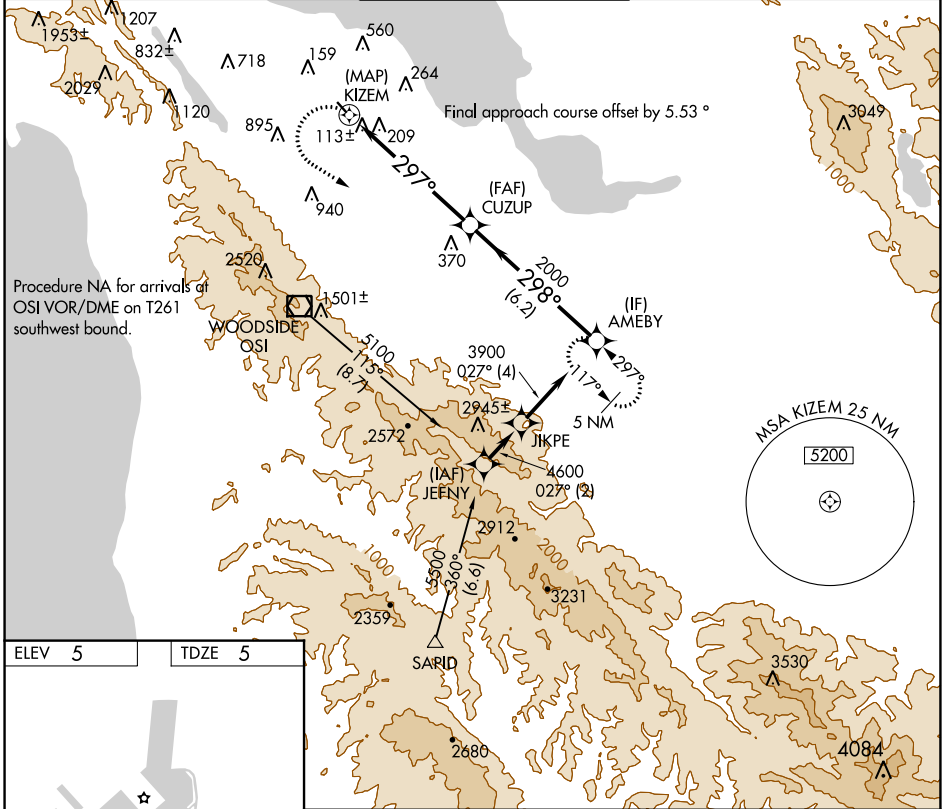 1207
560
1953±
832±
718
159
2029
(MAP)
KIZEM
264
1120
Final approach course offset by 5.53 °
3049
895
113±
209
1000
297°
940
(FAF)
CUZUP
370
2520
2000
298°
(6.2)
Procedure NA for arrivals at
OSI VOR/DME on T261
southwest bound.
1501±
(IF)
AMEBY
WOODSIDE
OSI
5100
115°
(8.7)
3900
027° (4)
297°
117°
2945±
5 NM
MSA KIZEM 25 NM
5200
2572
JIKPE
(IAF)
JEFNY
4600
027° (2)
2912
1000
2000
5500
360°
(6.6)
3231
2359
SAPID
ELEV 5
TDZE 5
3530
2680
4084